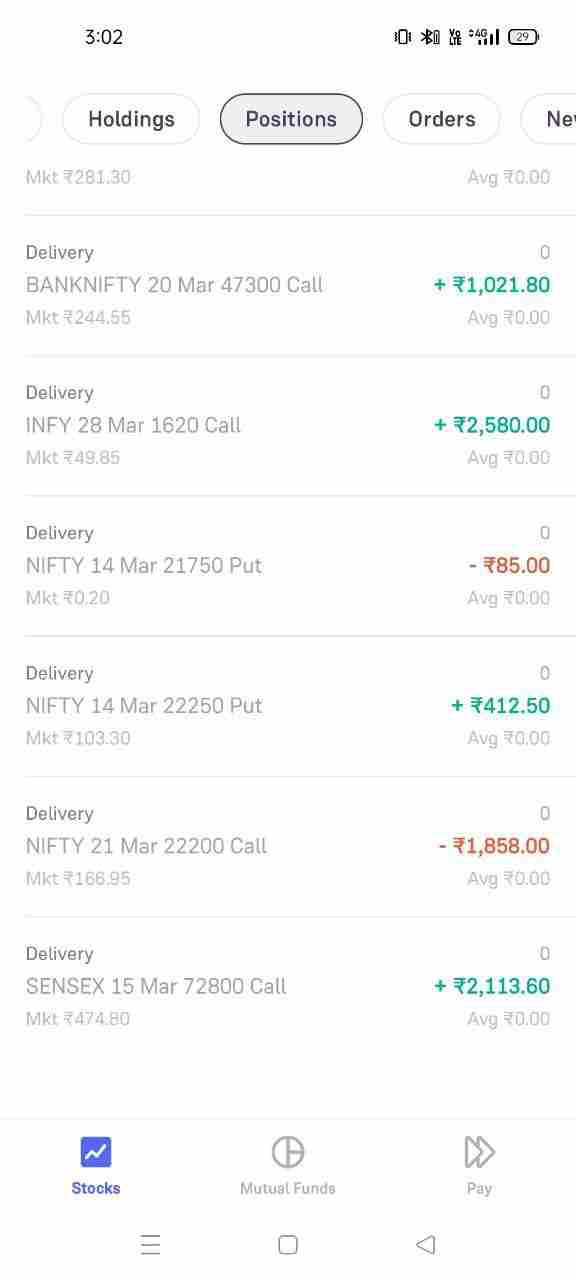 3:02
4G
29
Holdings
Positions
Orders
Ne
Mkt ₹281.30
Avg ₹0.00
Delivery
0
BANKNIFTY 20 Mar 47300 Call
+ ₹1,021.80
Mkt ₹244.55
Avg ₹0.00
Delivery
0
INFY 28 Mar 1620 Call
+ ₹2,580.00
Mkt ₹49.85
Avg ₹0.00
Delivery
0
NIFTY 14 Mar 21750 Put
- ₹85.00
Mkt ₹0.20
Avg ₹0.00
Delivery
0
NIFTY 14 Mar 22250 Put
+ ₹412.50
Mkt ₹103.30
Avg ₹0.00
Delivery
0
NIFTY 21 Mar 22200 Call
- ₹1,858.00
Mkt ₹166.95
Avg ₹0.00
Delivery
0
SENSEX 15 Mar 72800 Call
+ ₹2,113.60
Mkt ₹474.80
Avg ₹0.00
Stocks
Mutual Funds
Pay